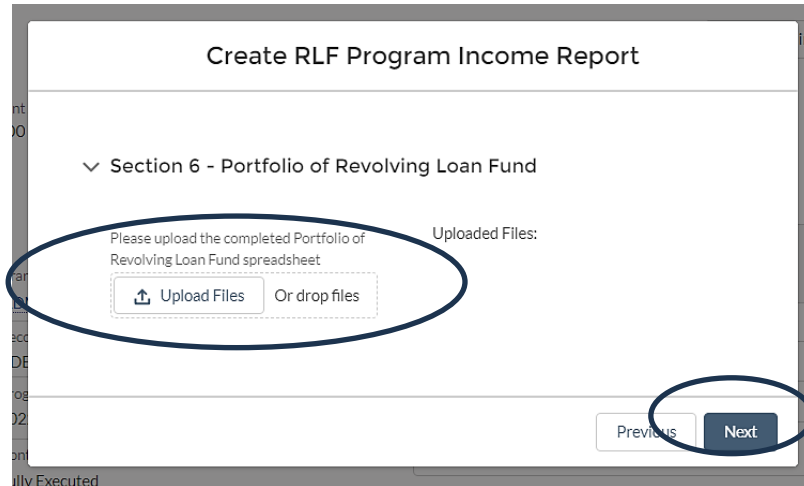 Create RLF Program Income Report
Section 6 - Portfolio of Revolving Loan Fund
Please upload the completed Portfolio of
Revolving Loan Fund spreadsheet
Uploaded Files:
Upload Files
Or drop files
Previous
Next
Executed